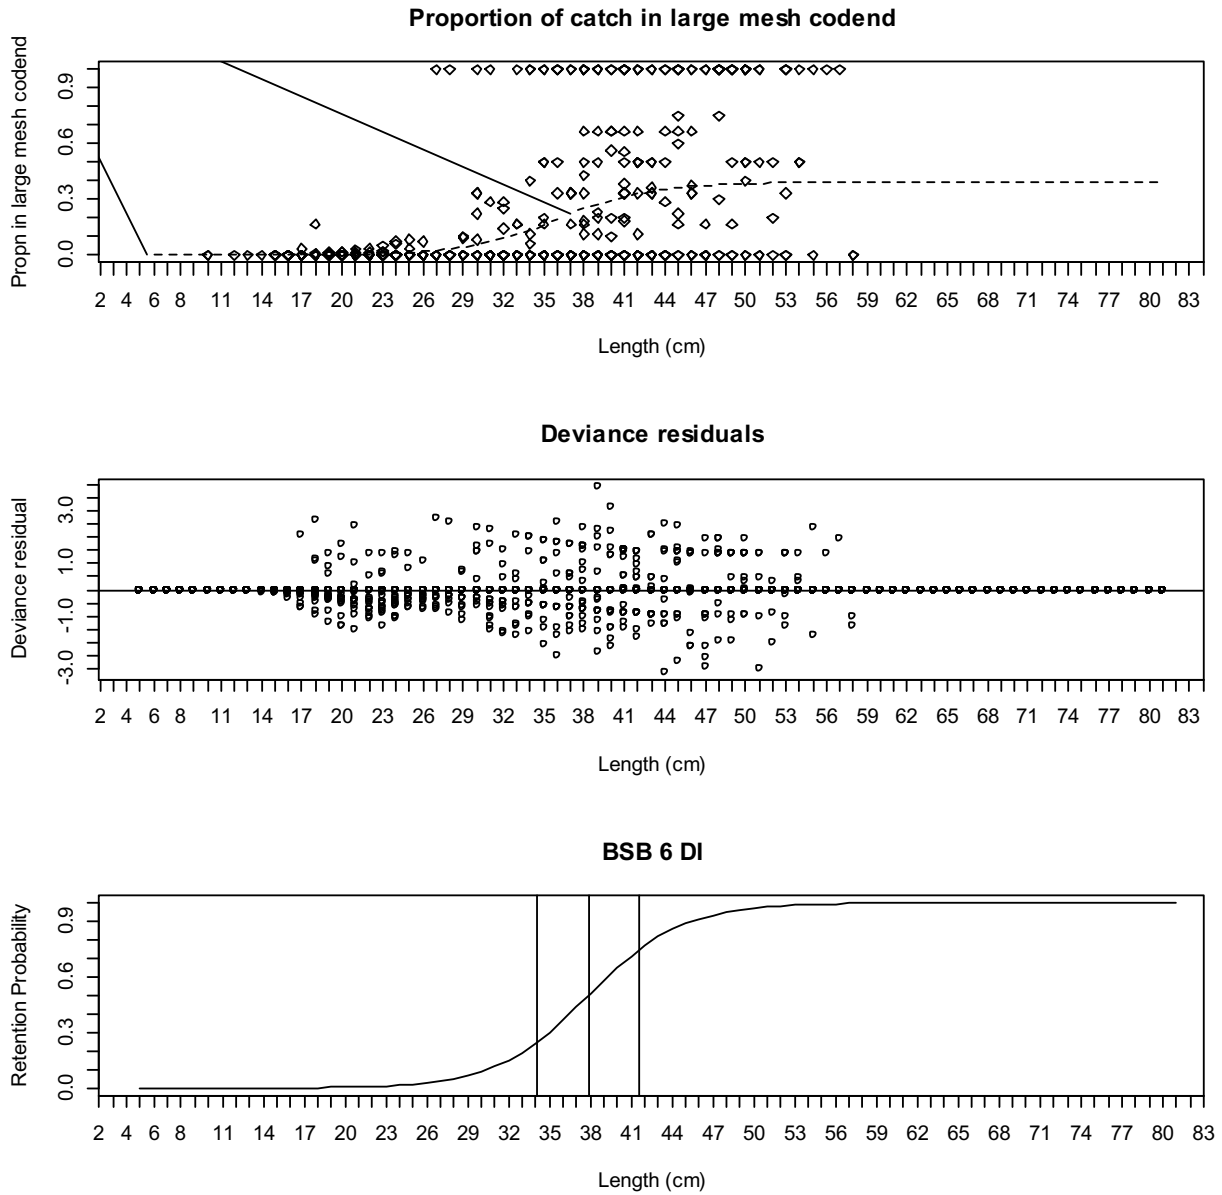 Proportion of catch in large mesh codend
Propn in large mesh codend
0.0 0.3 0.6 0.9
2 4 6 8 11 14 17 20 23 26 29 32 35 38 41 44 47 50 53 56 59 62 65 68 71 74 77 80 83
Length (cm)
Deviance residuals
Deviance residual
-3.0 -1.0 1.0 3.0
2 4 6 8 11 14 17 20 23 26 29 32 35 38 41 44 47 50 53 56 59 62 65 68 71 74 77 80 83
Length (cm)
BSB 6 DI
Retention Probability
0.0 0.3 0.6 0.9
2 4 6 8 11 14 17 20 23 26 29 32 35 38 41 44 47 50 53 56 59 62 65 68 71 74 77 80 83
Length (cm)